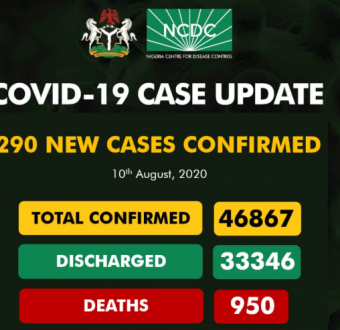 NCDC
NIGERIA CENTRE FOR DISEASE CONTROL
COVID-19 CASE UPDATE
290 NEW CASES CONFIRMED
10th August, 2020
TOTAL CONFIRMED 46867
DISCHARGED 33346
DEATHS 950